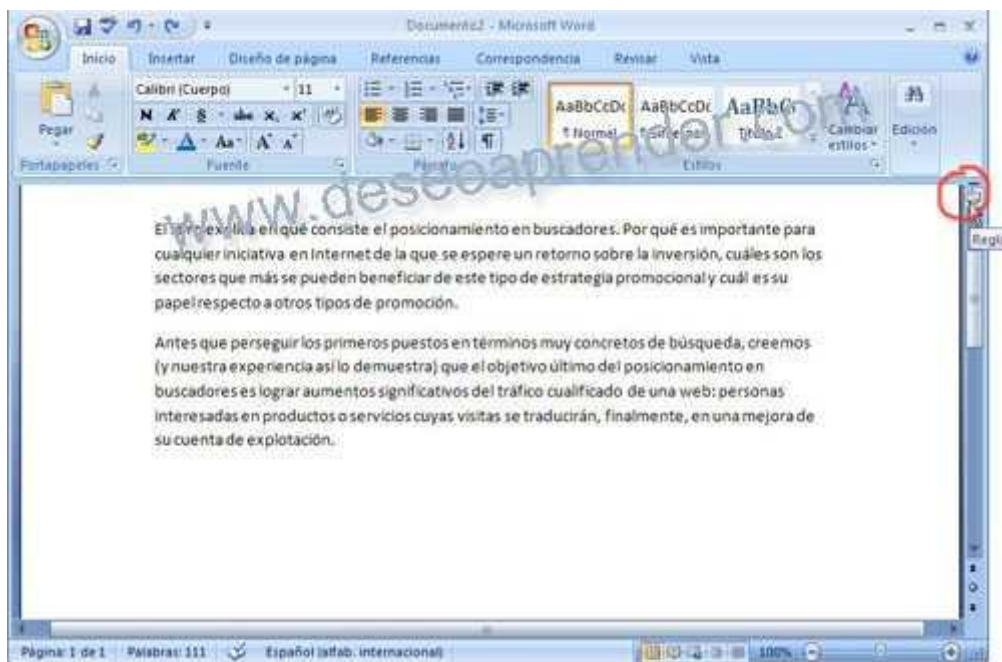 Documento2 - Microsoft Word
Inicio Insertar Diseño de página Referencias Correspondencia Revisar Vista
Calibri (Cuerpo) 11
Pegar
N K S abc x, x'
Aa A A
AaBbCcDc AaBbCcDc AaBbCc
¶ Normal Título 1 Cambiar estilos Edición
Portapapeles Fuente Párrafo Estilos
www.deseoaprender.com
Regl
El explica en qué consiste el posicionamiento en buscadores. Por qué es importante para
cualquier iniciativa en Internet de la que se espere un retorno sobre la inversión, cuáles son los
sectores que más se pueden beneficiar de este tipo de estrategia promocional y cuál es su
papel respecto a otros tipos de promoción.
Antes que perseguir los primeros puestos en términos muy concretos de búsqueda, creemos
(y nuestra experiencia así lo demuestra) que el objetivo último del posicionamiento en
buscadores es lograr aumentos significativos del tráfico cualificado de una web: personas
interesadas en productos o servicios cuyas visitas se traducirán, finalmente, en una mejora de
su cuenta de explotación.
Página: 1 de 1 Palabras: 111 Español (alfab. internacional) 100%